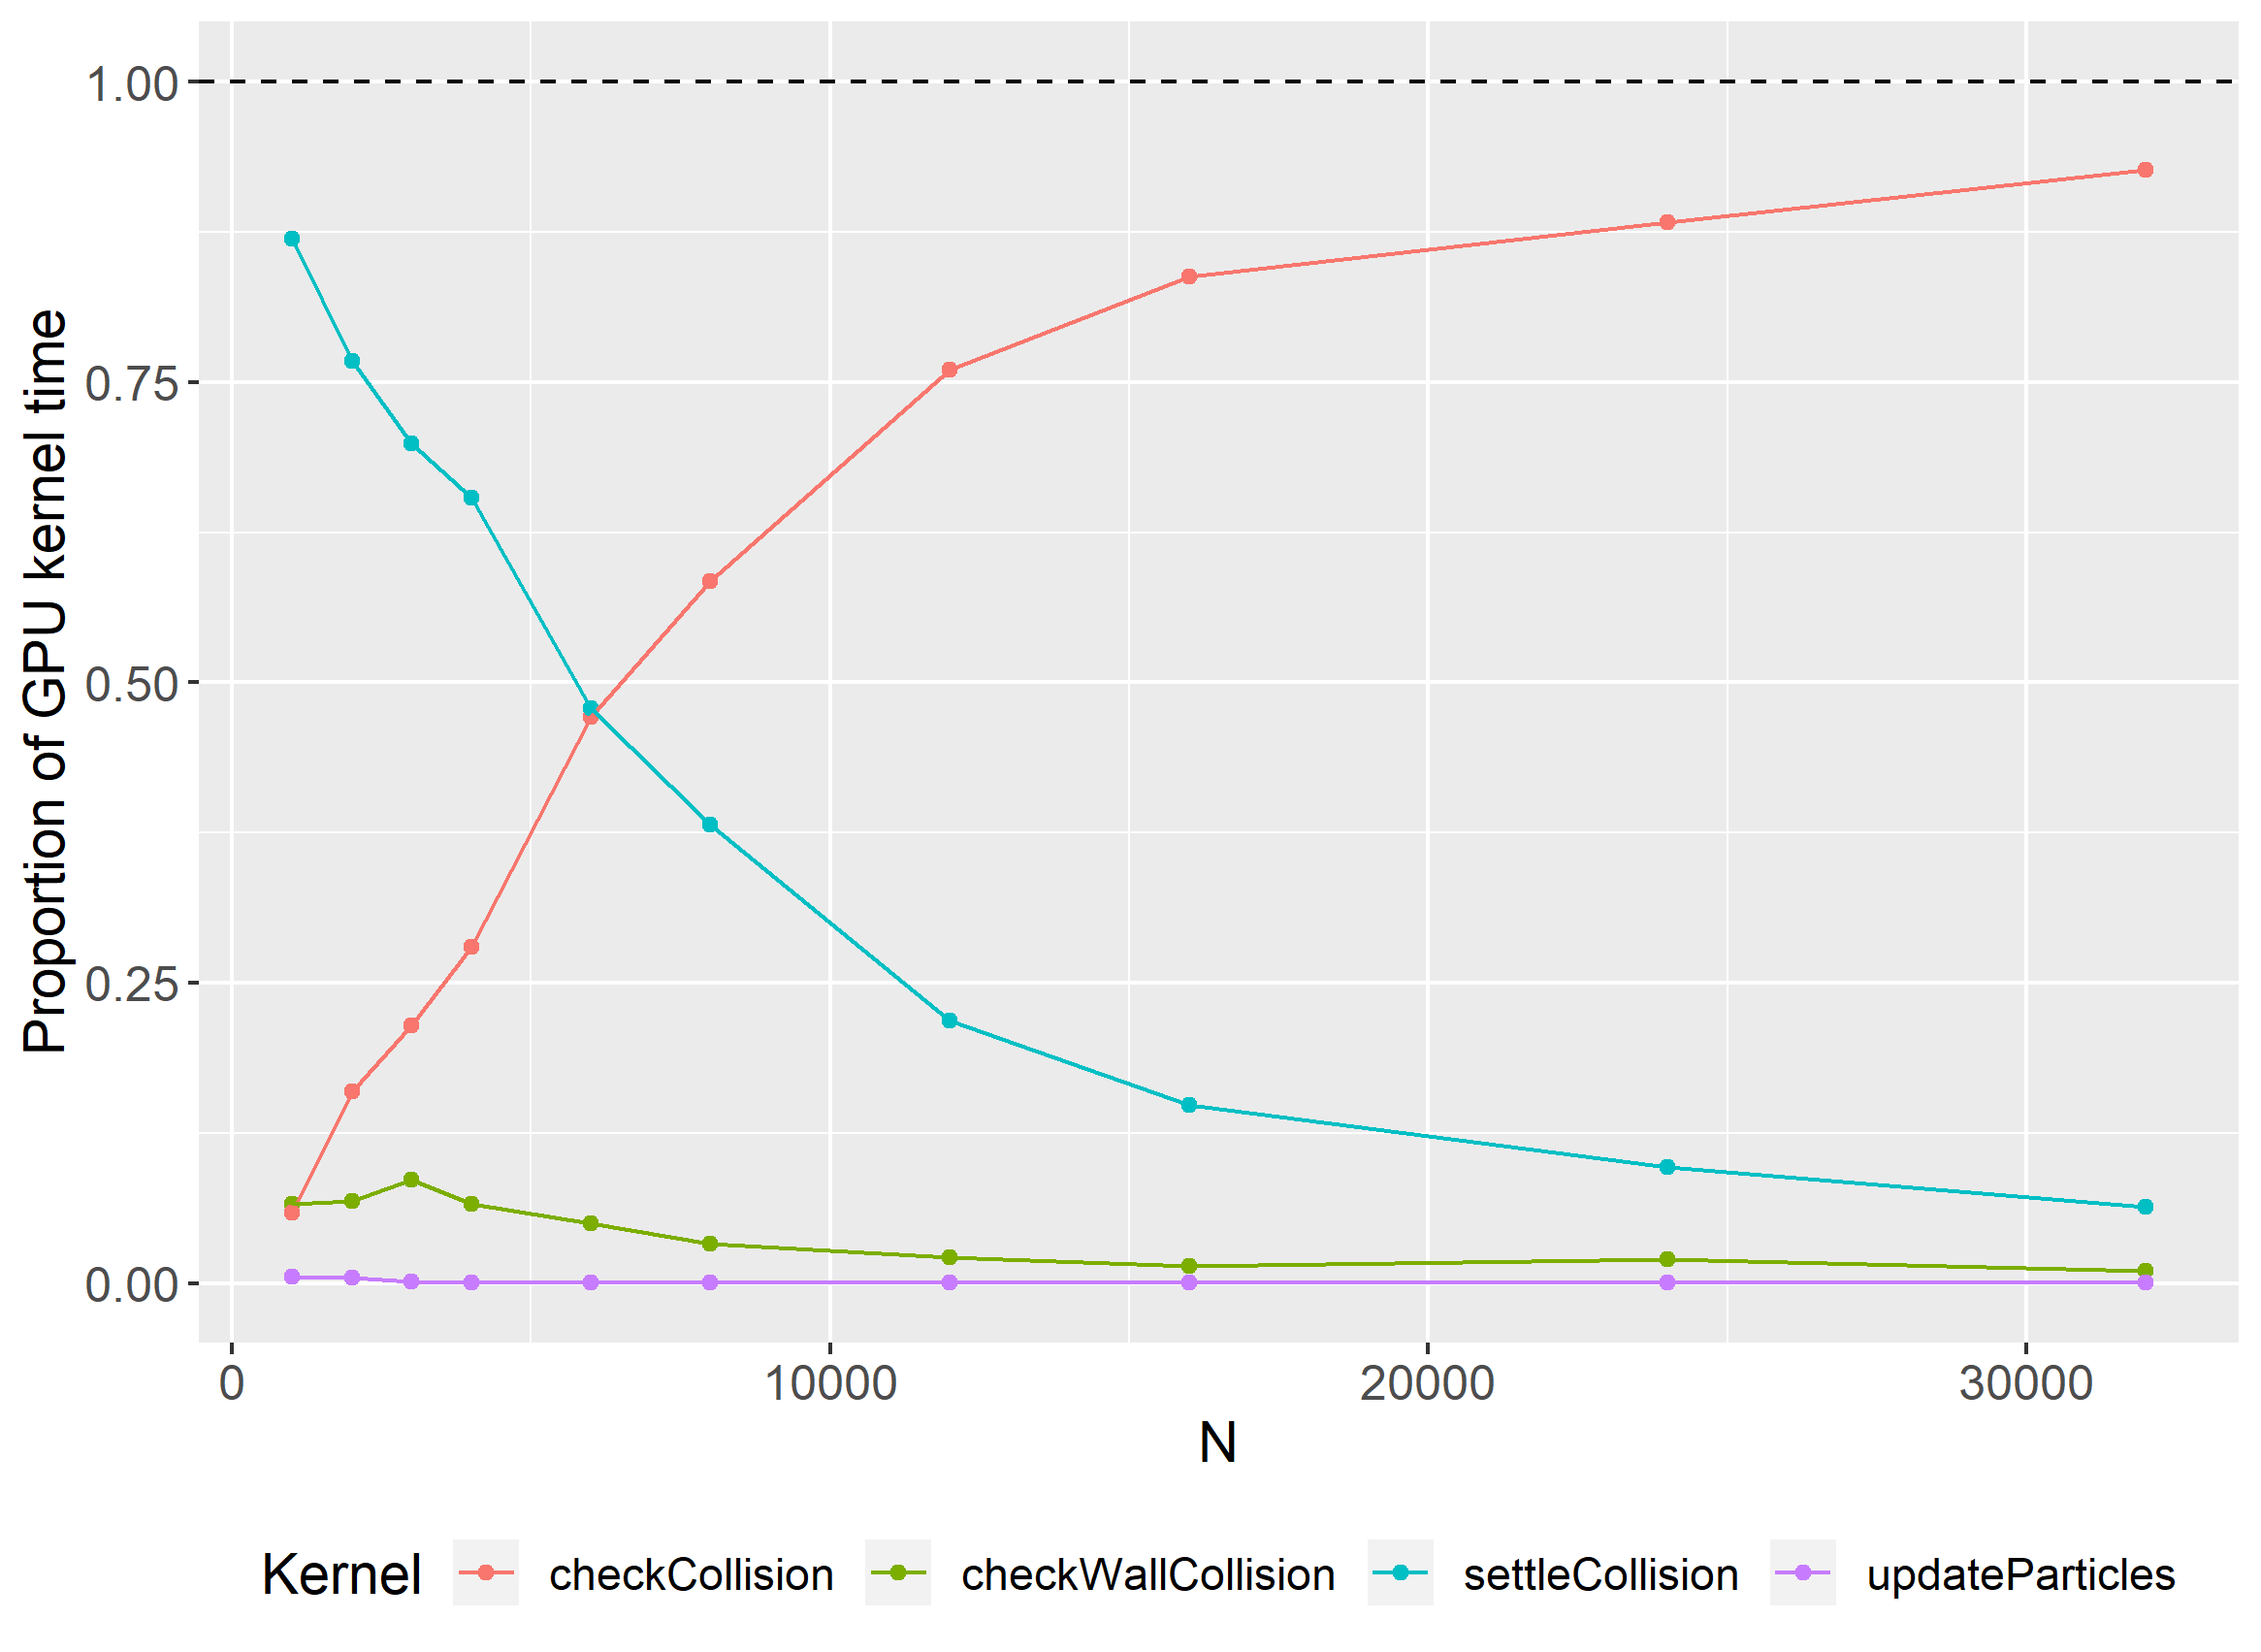 Proportion of GPU kernel time
1.00
0.75
0.50
0.25
0.00
0 10000 20000 30000
N
Kernel checkCollision checkWallCollision settleCollision updateParticles